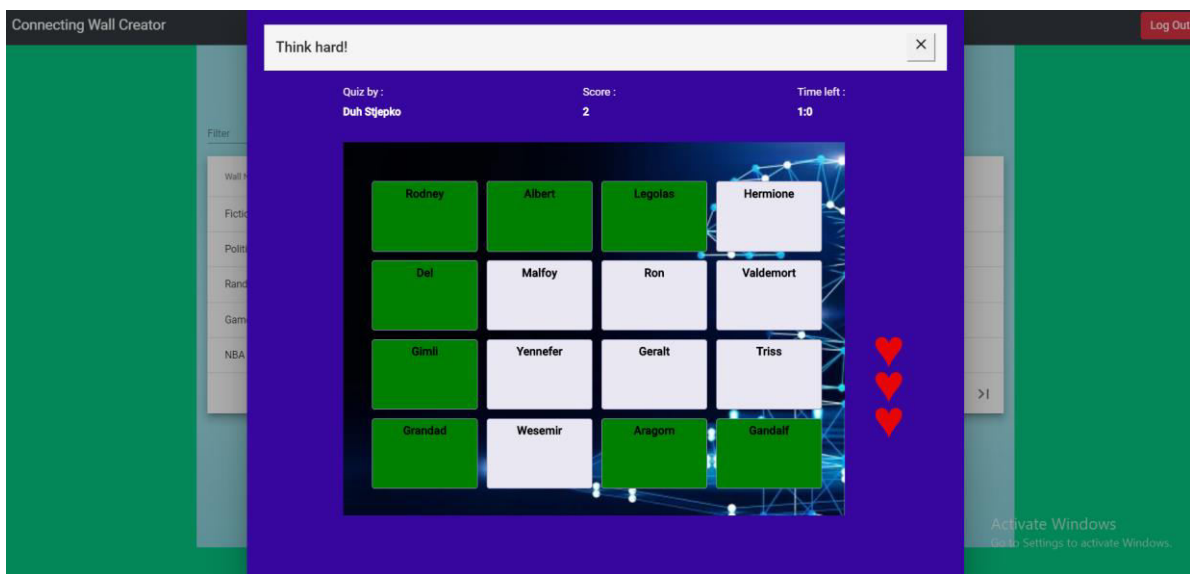 Connecting Wall Creator
Log Out
Think hard!
Quiz by :
Score :
Time left :
Duh Stjepko
2
1:0
Filter
Wall
Rodney
Albert
Legolas
Hermione
Del
Malfoy
Ron
Valdemort
NBA
Gimli
Yennefer
Geralt
Triss
Grandad
Wesemir
Aragorn
Gandalf
Activate Windows
Go to Settings to activate Windows.